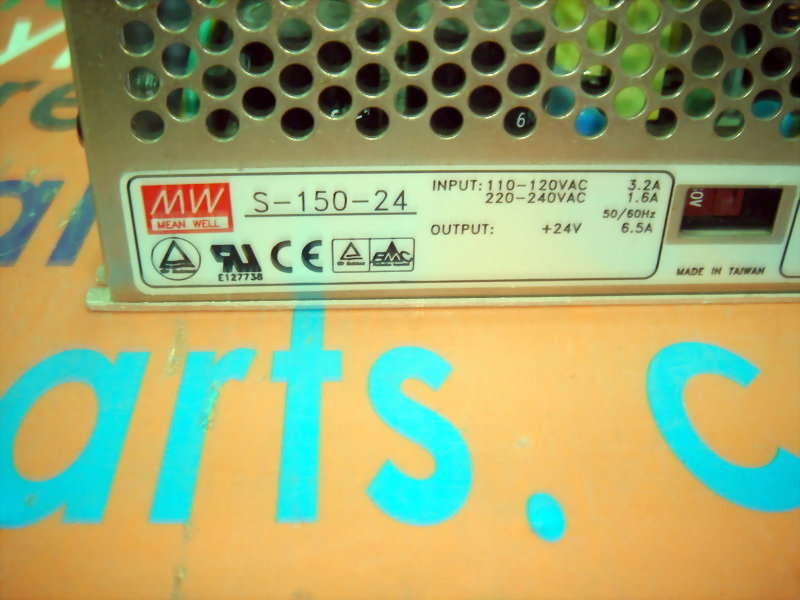 6
MW
MEAN WELL
S-150-24
INPUT: 110-120VAC 3.2A
220-240VAC 1.6A
50/60Hz
OUTPUT: +24V 6.5A
E127738
CE
EMC
MADE IN TAIWAN
arts. c